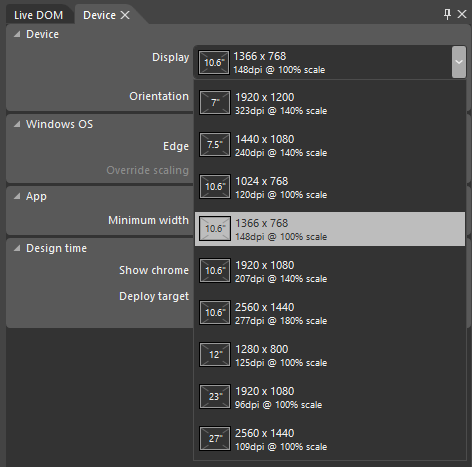 Live DOM
Device
Device
Display
10.6"
1366 x 768
148dpi @ 100% scale
Orientation
7"
1920 x 1200
323dpi @ 140% scale
Windows OS
Edge
7.5"
1440 x 1080
240dpi @ 140% scale
Override scaling
10.6"
1024 x 768
120dpi @ 100% scale
App
Minimum width
10.6"
1366 x 768
148dpi @ 100% scale
Design time
Show chrome
10.6"
1920 x 1080
207dpi @ 140% scale
Deploy target
10.6"
2560 x 1440
277dpi @ 180% scale
12"
1280 x 800
125dpi @ 100% scale
23"
1920 x 1080
96dpi @ 100% scale
27"
2560 x 1440
109dpi @ 100% scale